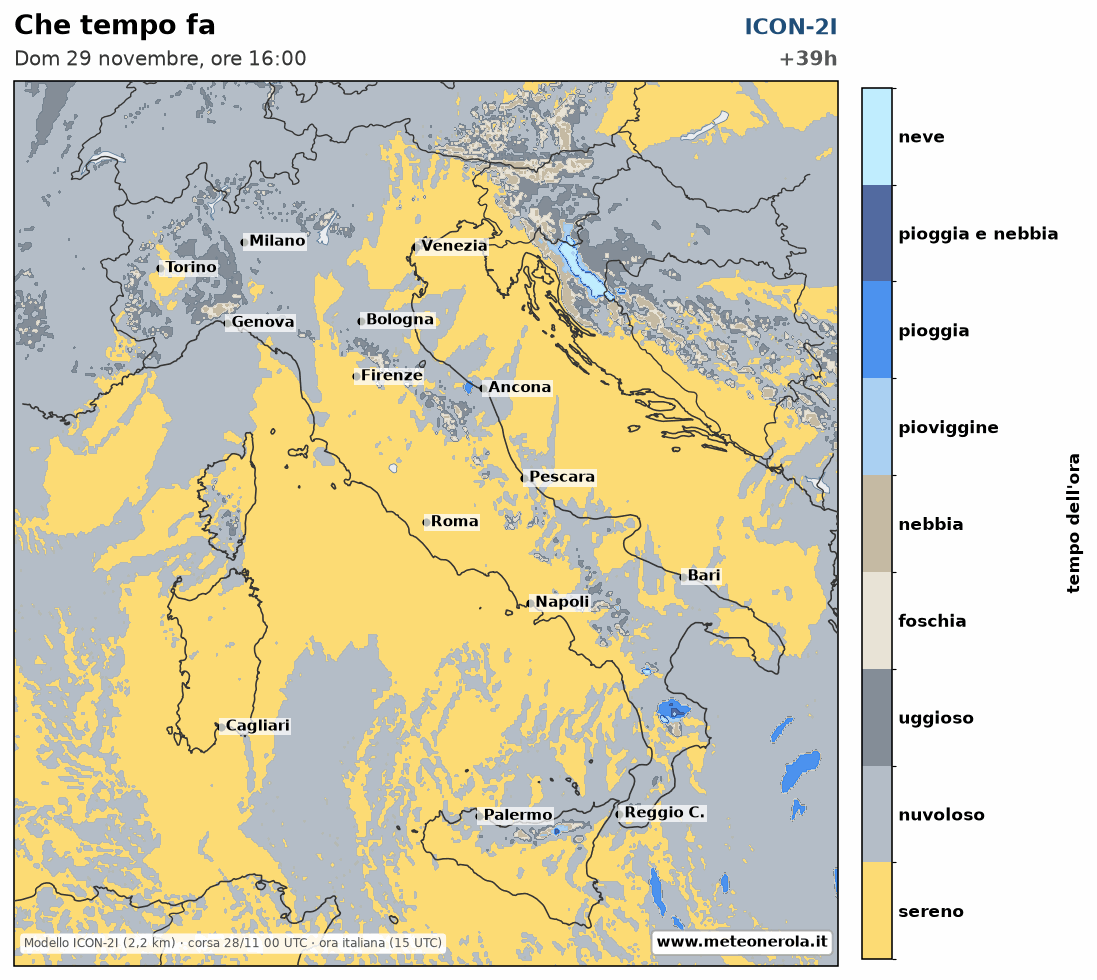 Che tempo fa
ICON-2I
Dom 29 novembre, ore 16:00
+39h
neve
pioggia e nebbia
pioggia
pioviggine
nebbia
foschia
uggioso
nuvoloso
sereno
tempo dell'ora
Milano
Venezia
Torino
Genova
Bologna
Firenze
Ancona
Pescara
Roma
Bari
Napoli
Cagliari
Palermo
Reggio C.
Modello ICON-2I (2,2 km) · corsa 28/11 00 UTC · ora italiana (15 UTC)
www.meteonerola.it